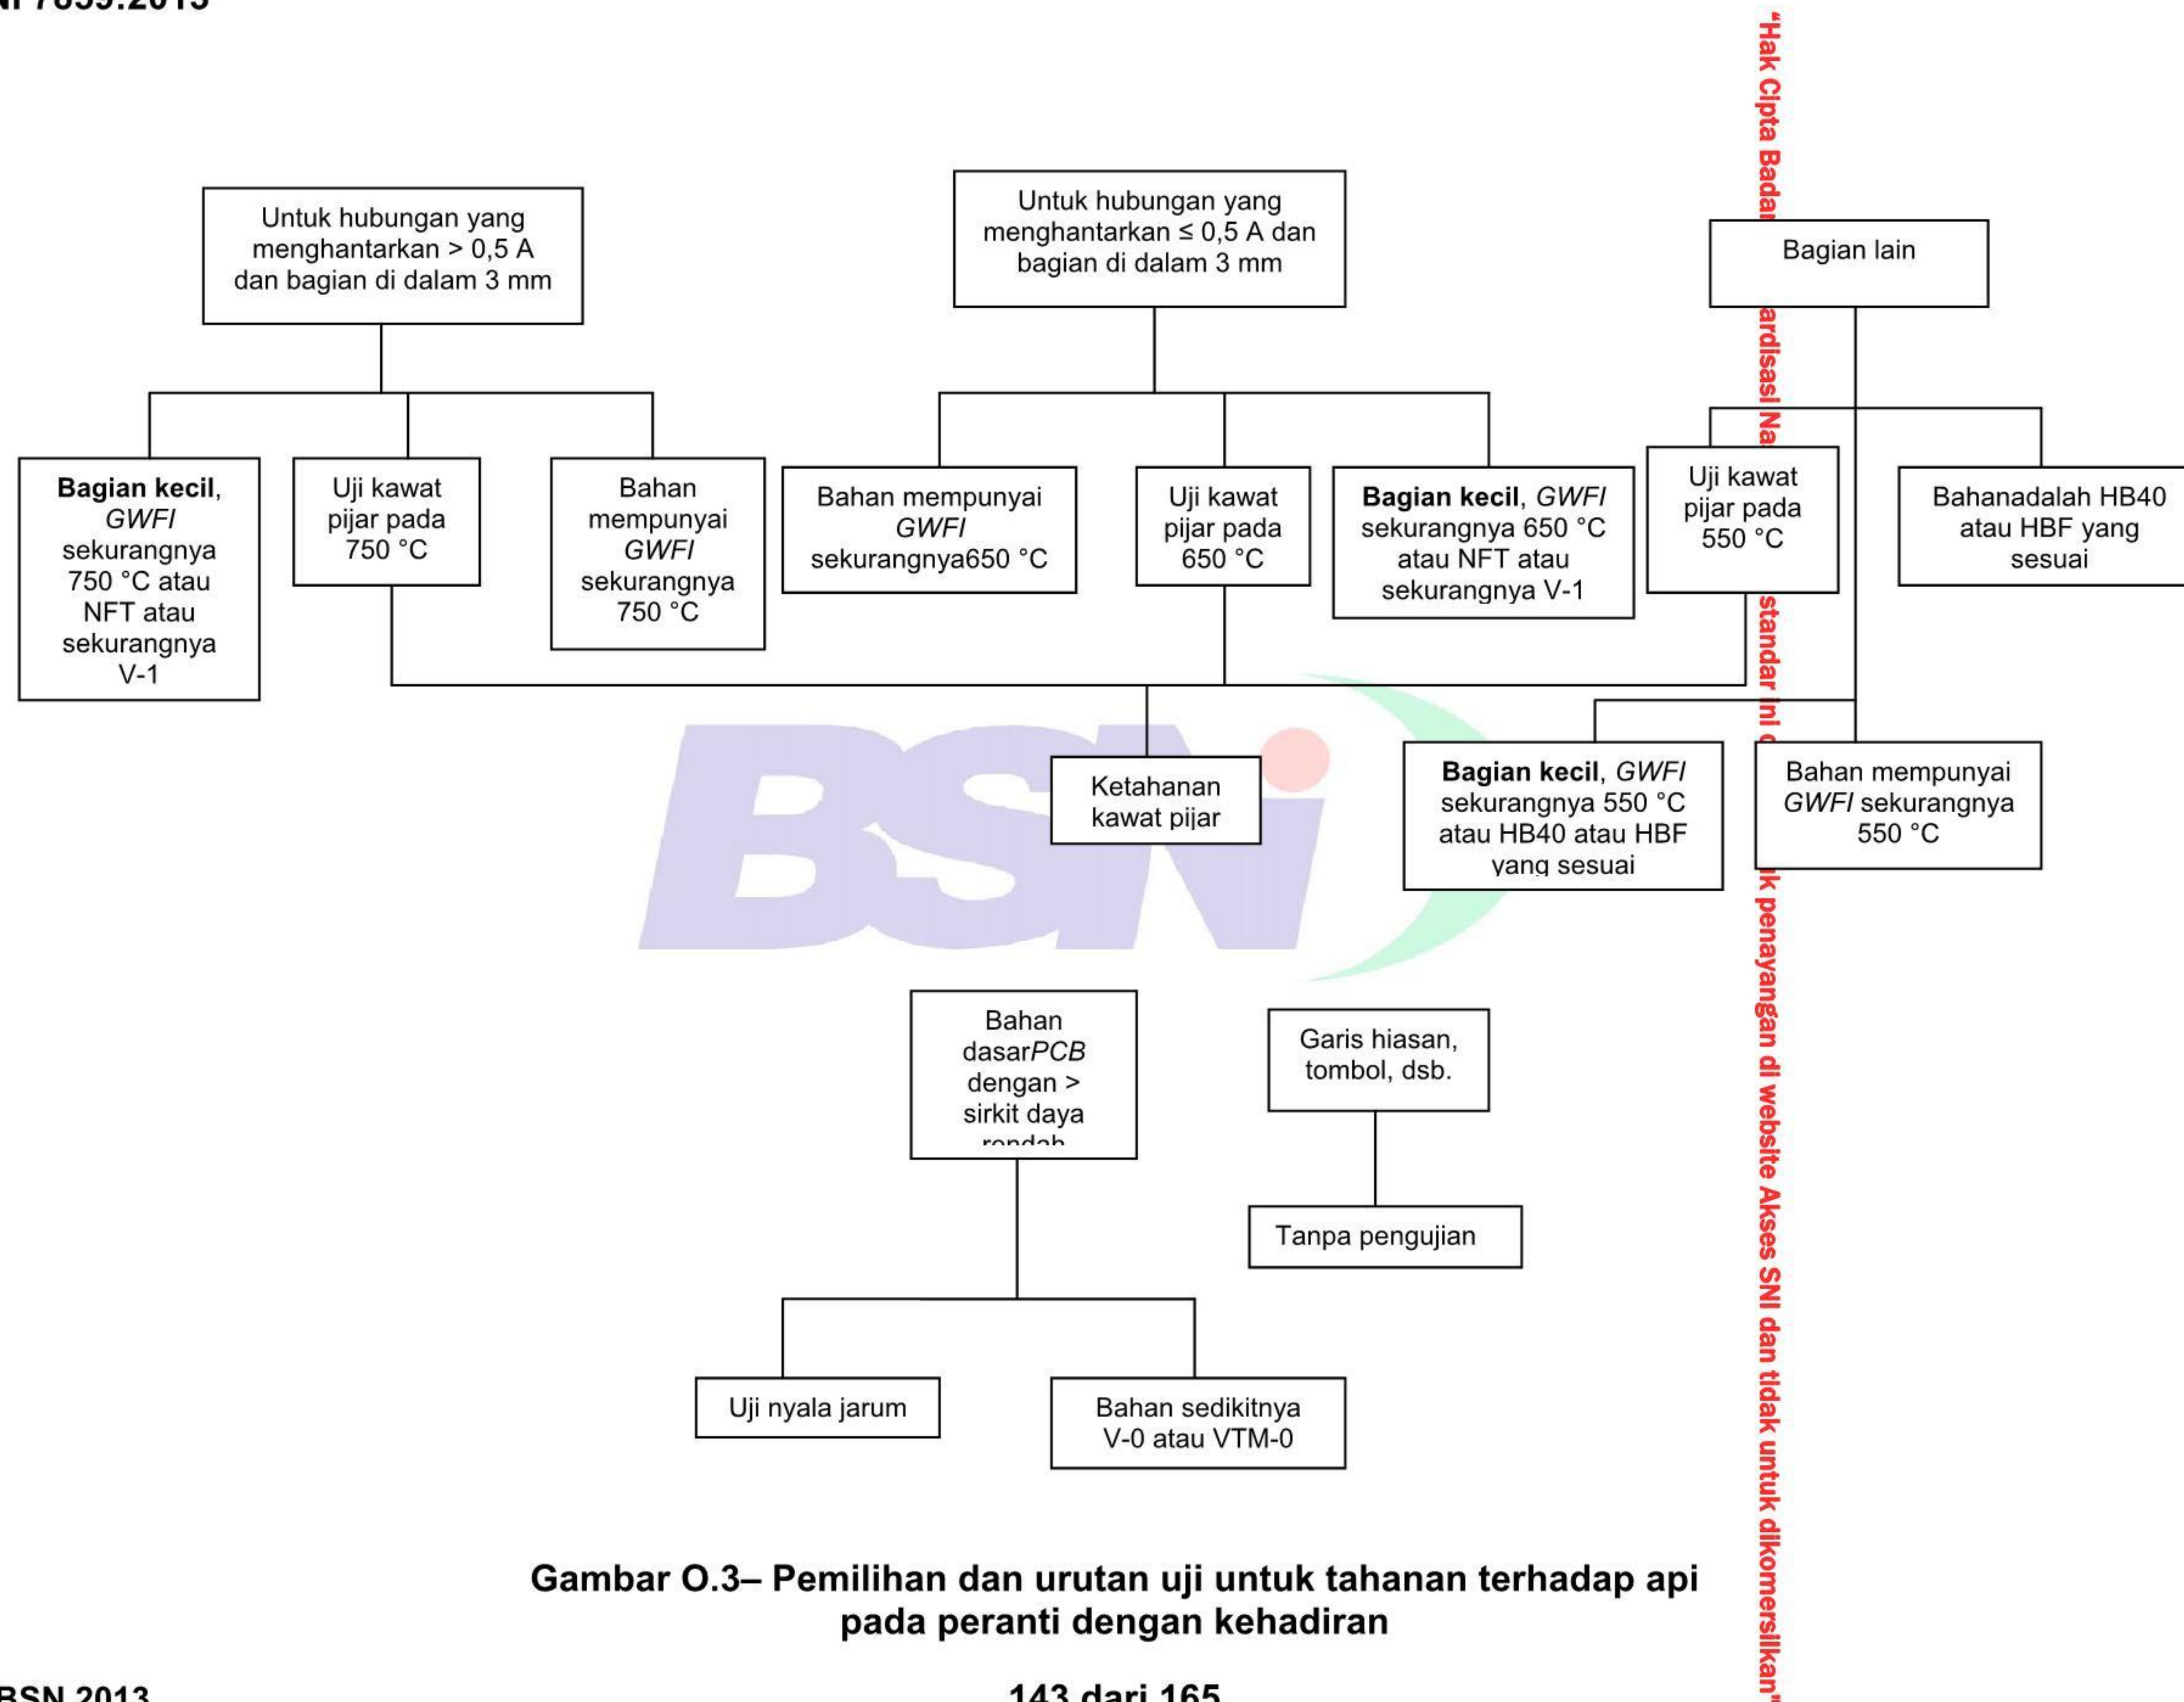 NI 7859:2013
Untuk hubungan yang
menghantarkan > 0,5 A
dan bagian di dalam 3 mm
Untuk hubungan yang
menghantarkan ≤ 0,5 A dan
bagian di dalam 3 mm
Bagian lain
Bagian kecil,
GWFI
sekurangnya
750 °C atau
NFT atau
sekurangnya
V-1
Uji kawat
pijar pada
750 °C
Bahan
mempunyai
GWFI
sekurangnya
750 °C
Bahan mempunyai
GWFI
sekurangnya650 °C
Uji kawat
pijar pada
650 °C
Bagian kecil, GWFI
sekurangnya 650 °C
atau NFT atau
sekurangnya V-1
Uji kawat
pijar pada
550 °C
Bahanadalah HB40
atau HBF yang
sesuai
Ketahanan
kawat pijar
Bagian kecil, GWFI
sekurangnya 550 °C
atau HB40 atau HBF
yang sesuai
Bahan mempunyai
GWFI sekurangnya
550 °C
BSN
Bahan
dasarPCB
dengan >
sirkit daya
rendah
Garis hiasan,
tombol, dsb.
Tanpa pengujian
Uji nyala jarum
Bahan sedikitnya
V-0 atau VTM-0
Gambar O.3– Pemilihan dan urutan uji untuk tahanan terhadap api
pada peranti dengan kehadiran
BSN 2013
143 dari 165
"Hak Cipta Badan ardisasi Na standar ini k penayangan di website Akses SNI dan tidak untuk dikomersilkan"